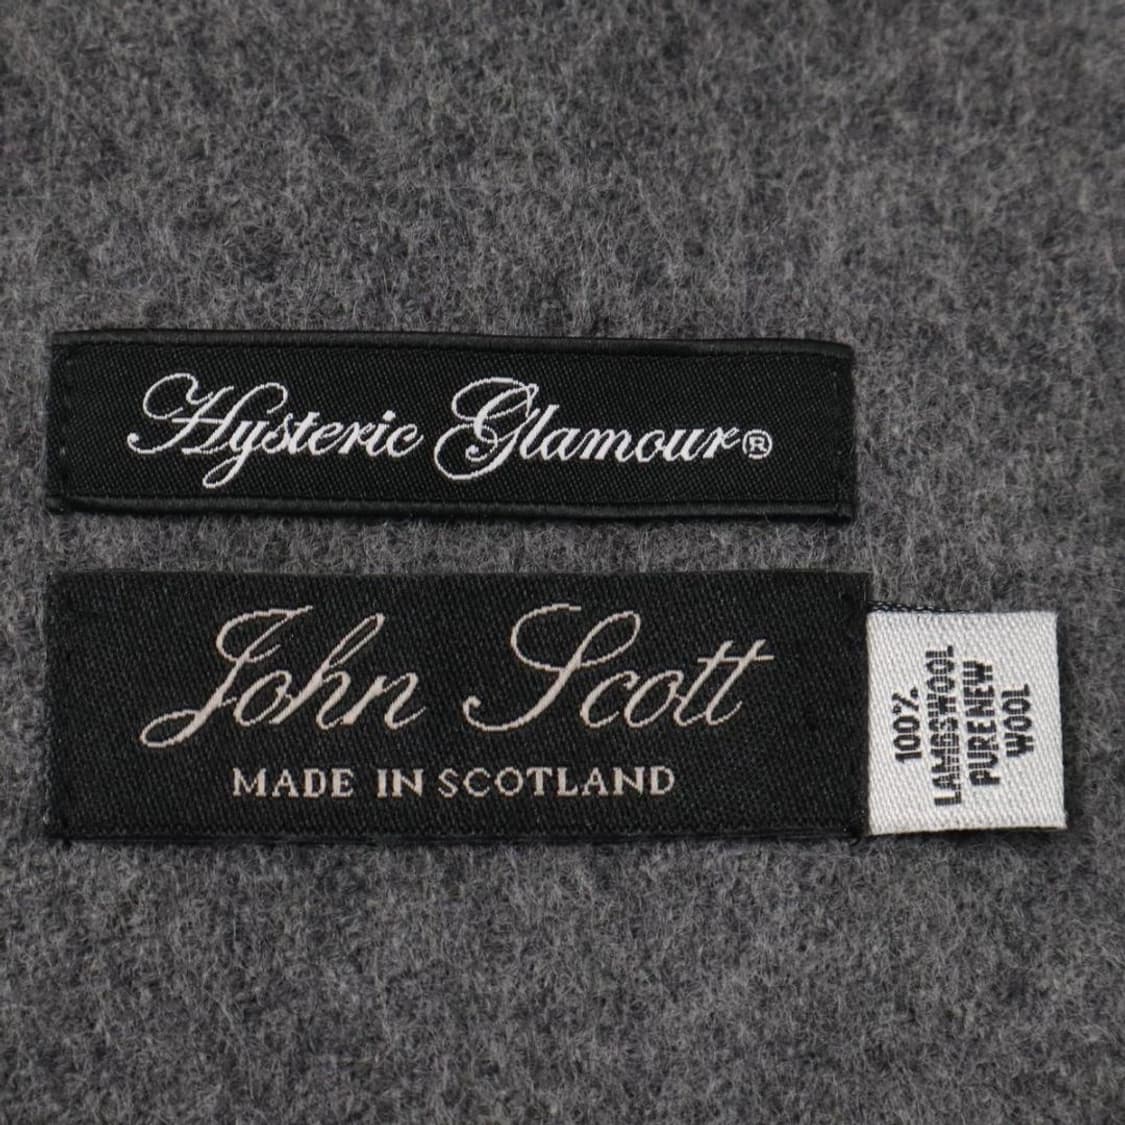 Hysteric Glamour®
John Scott
MADE IN SCOTLAND
100%
LAMBSWOOL
PURE NEW
WOOL